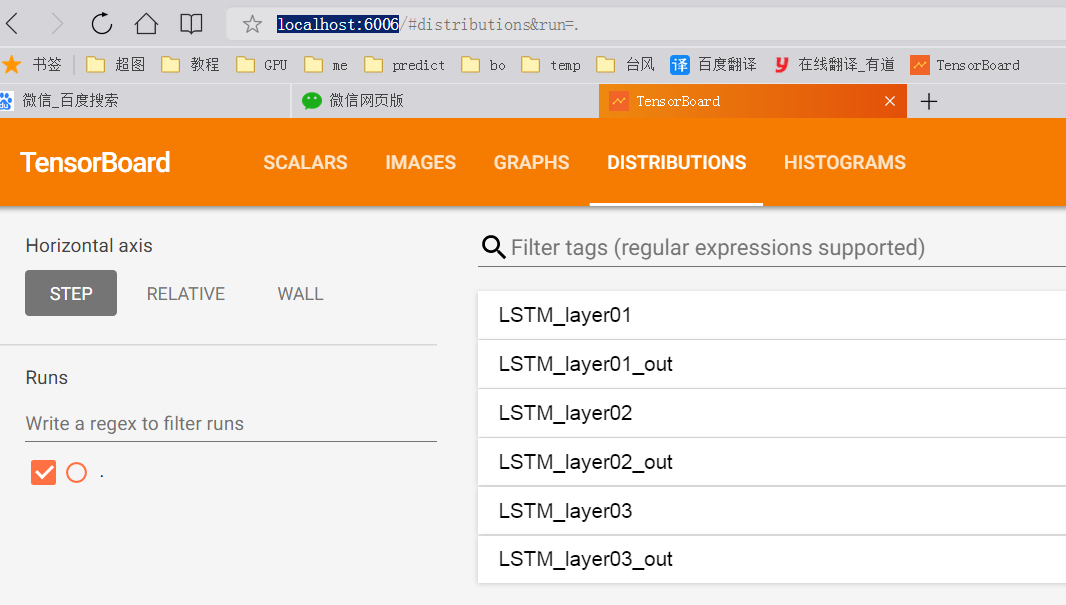 localhost:6006/#distributions&run=.
书签 超图 教程 GPU me predict bo temp 台风 译 百度翻译 y 在线翻译_有道 TensorBoard
微信_百度搜索 微信网页版 TensorBoard
TensorBoard SCALARS IMAGES GRAPHS DISTRIBUTIONS HISTOGRAMS
Horizontal axis
STEP RELATIVE WALL
Runs
Write a regex to filter runs
.
Filter tags (regular expressions supported)
LSTM_layer01
LSTM_layer01_out
LSTM_layer02
LSTM_layer02_out
LSTM_layer03
LSTM_layer03_out